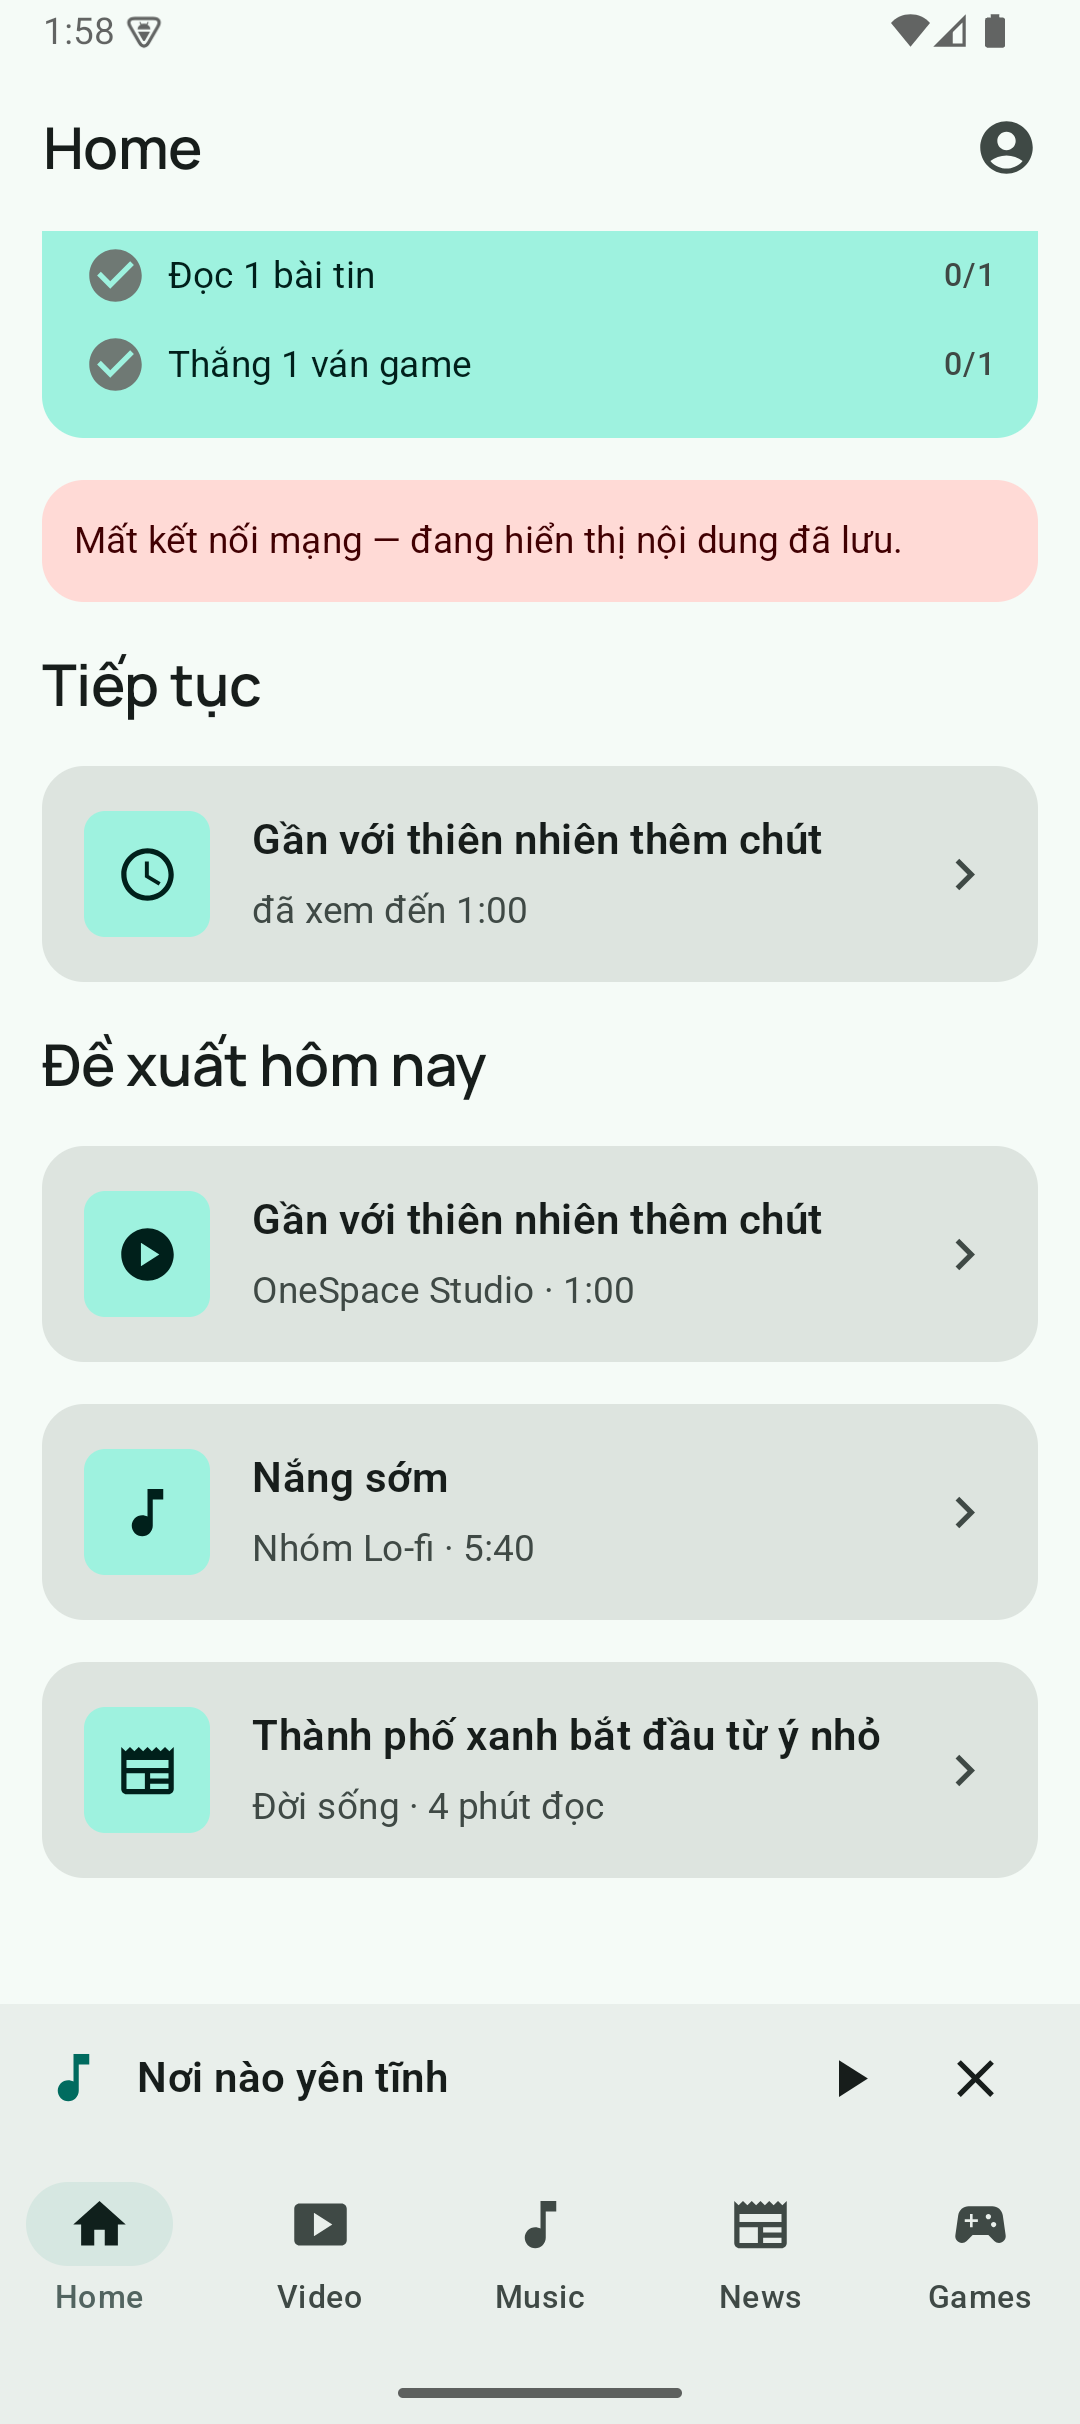 1:58
Home
Đọc 1 bài tin
0/1
Thắng 1 ván game
0/1
Mất kết nối mạng — đang hiển thị nội dung đã lưu.
Tiếp tục
Gần với thiên nhiên thêm chút
đã xem đến 1:00
Đề xuất hôm nay
Gần với thiên nhiên thêm chút
OneSpace Studio · 1:00
Nắng sớm
Nhóm Lo-fi · 5:40
Thành phố xanh bắt đầu từ ý nhỏ
Đời sống · 4 phút đọc
Nơi nào yên tĩnh
Home
Video
Music
News
Games